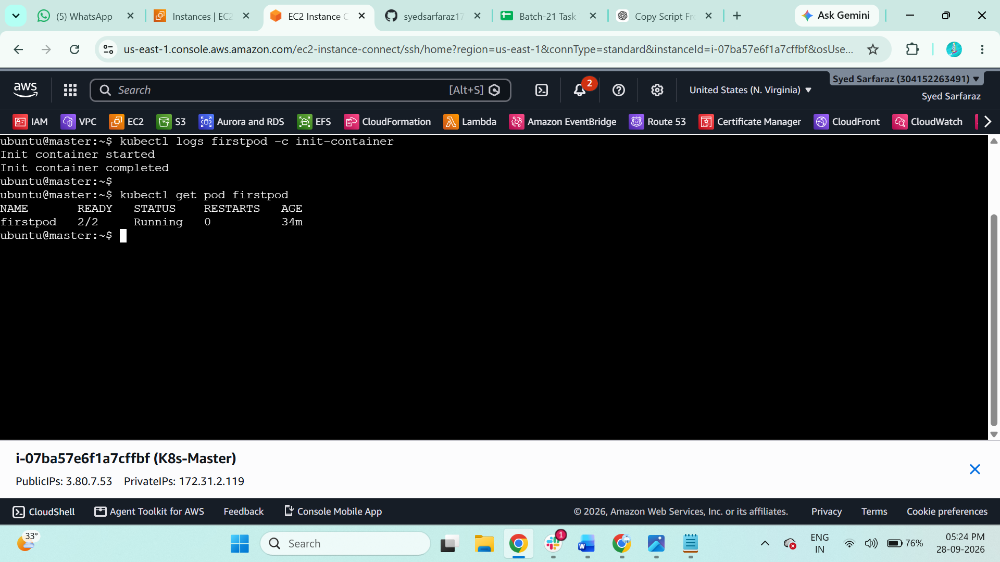 (5) WhatsApp
Instances | EC2
EC2 Instance C
syedsarfaraz17
Batch-21 Task
Copy Script Fro
Ask Gemini
us-east-1.console.aws.amazon.com/ec2-instance-connect/ssh/home?region=us-east-1&connType=standard&instanceId=i-07ba57e6f1a7cffbf&osUse...
aws
Search
[Alt+S]
2
United States (N. Virginia)
Syed Sarfaraz (304152263491)
Syed Sarfaraz
IAM
VPC
EC2
S3
Aurora and RDS
EFS
CloudFormation
Lambda
Amazon EventBridge
Route 53
Certificate Manager
CloudFront
CloudWatch
ubuntu@master:~$ kubectl logs firstpod -c init-container
Init container started
Init container completed
ubuntu@master:~$
ubuntu@master:~$ kubectl get pod firstpod
NAME READY STATUS RESTARTS AGE
firstpod 2/2 Running 0 34m
ubuntu@master:~$
i-07ba57e6f1a7cffbf (K8s-Master)
PublicIPs: 3.80.7.53 PrivateIPs: 172.31.2.119
CloudShell
Agent Toolkit for AWS
Feedback
Console Mobile App
© 2026, Amazon Web Services, Inc. or its affiliates.
Privacy
Terms
Cookie preferences
33°
Search
1
W
ENG
IN
76%
05:24 PM
28-09-2026